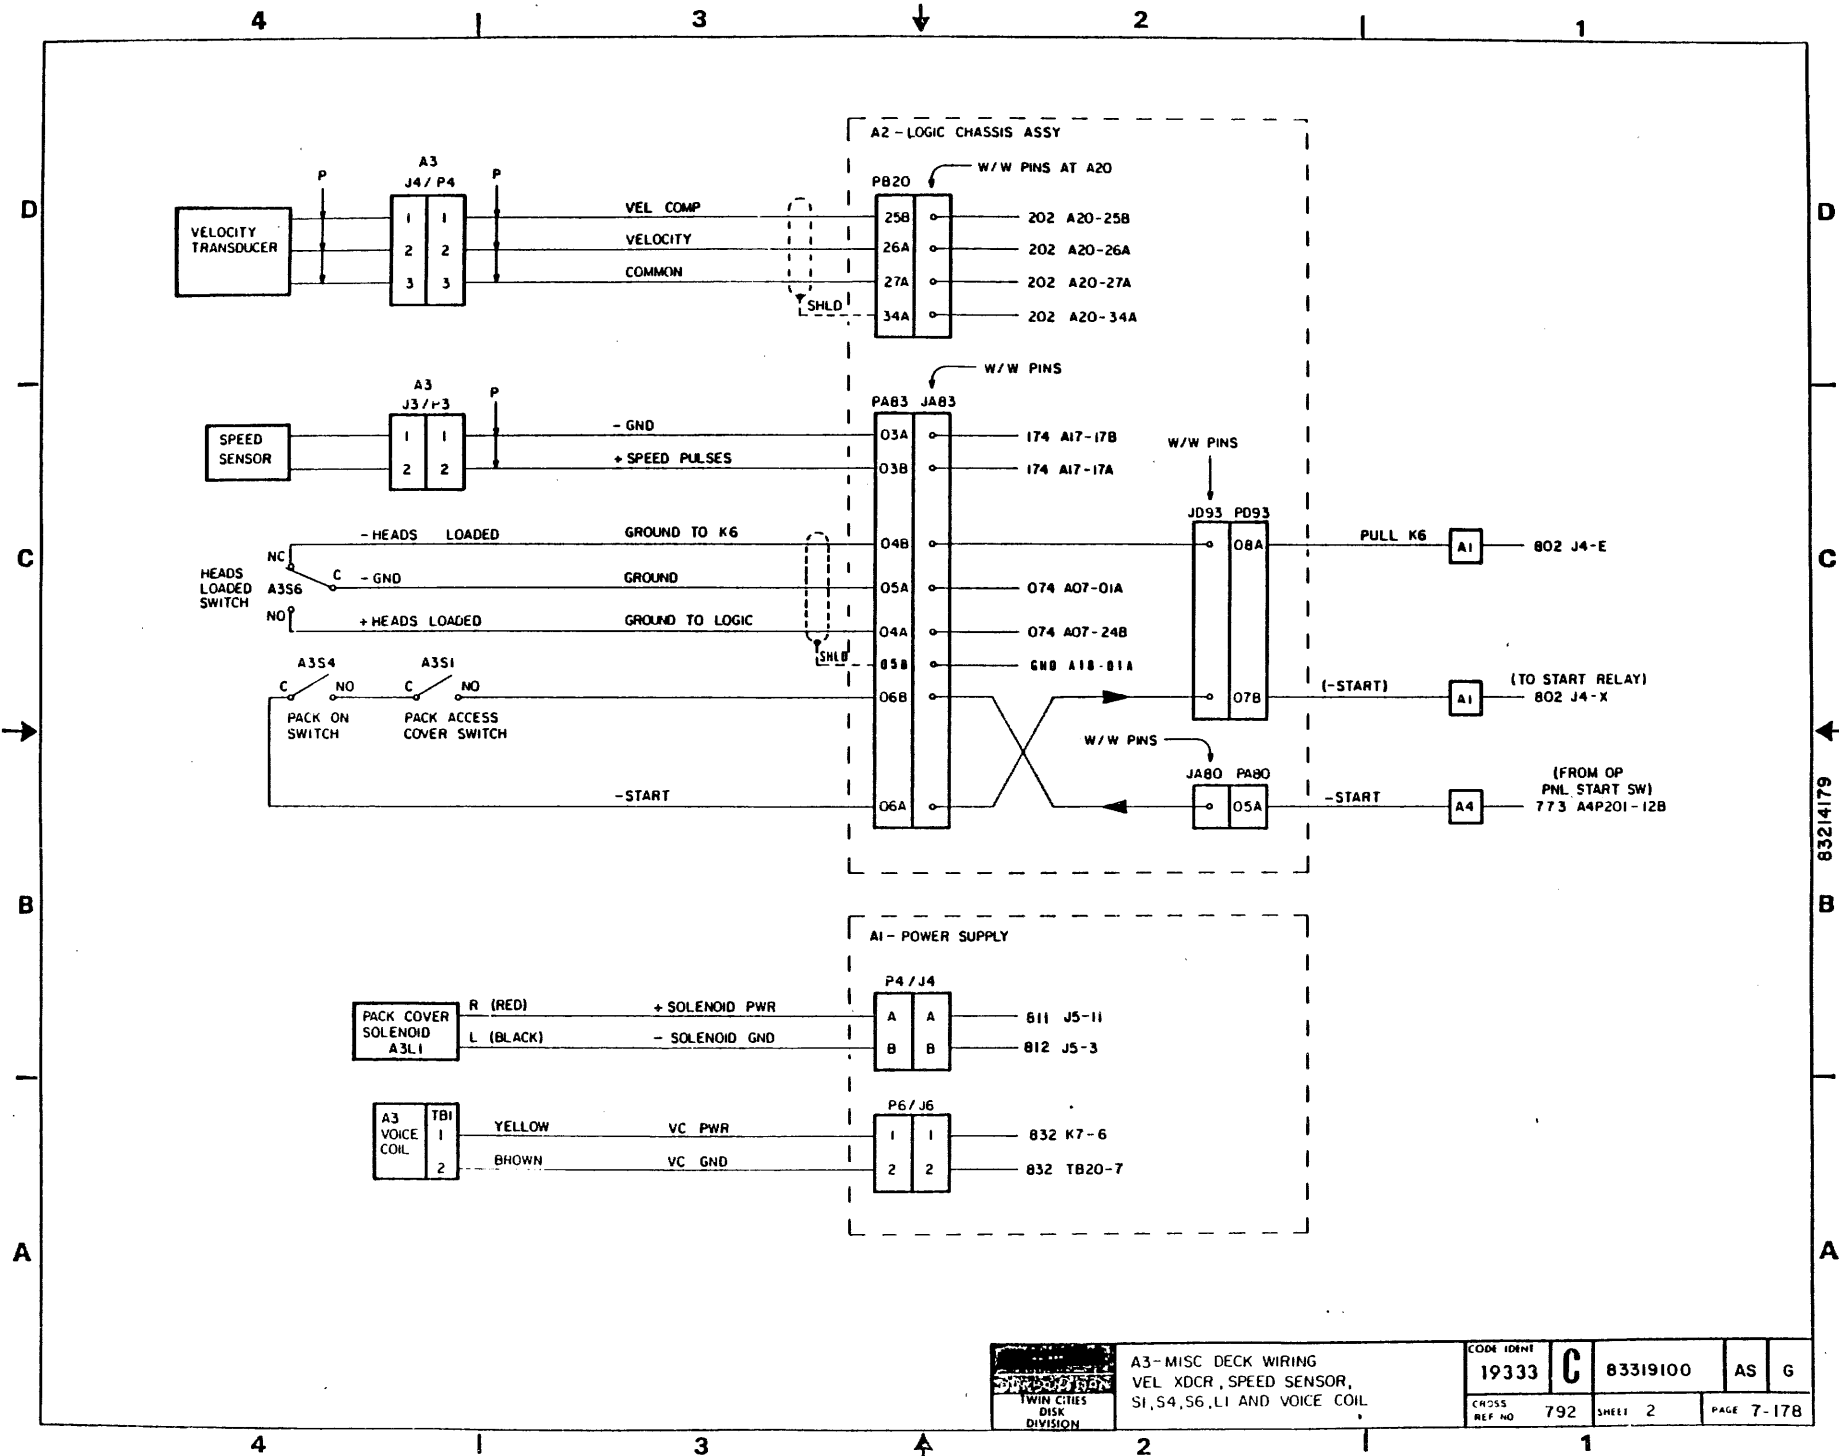 4 3 2 1
A2 - LOGIC CHASSIS ASSY
W/W PINS AT A20
A3
J4/P4
P
P
PB20
D
D
VELOCITY
TRANSDUCER
1 1
VEL COMP
25B
202 A20-25B
2 2
VELOCITY
26A
202 A20-26A
3 3
COMMON
27A
202 A20-27A
SHLD
34A
202 A20-34A
W/W PINS
A3
J3/P3
P
PA83 JA83
SPEED
SENSOR
1 1
- GND
03A
174 A17-17B
2 2
+ SPEED PULSES
03B
174 A17-17A
W/W PINS
JD93 PD93
C
C
HEADS
LOADED
SWITCH
A3S6
NC
C
NO
- HEADS LOADED
GROUND TO K6
04B
08A
PULL K6
A1
802 J4-E
- GND
GROUND
05A
074 A07-01A
+ HEADS LOADED
GROUND TO LOGIC
04A
074 A07-24B
SHLD
05B
GND A18-01A
A3S4
A3S1
C NO
C NO
06B
07B
(-START)
A1
(TO START RELAY)
802 J4-X
PACK ON
SWITCH
PACK ACCESS
COVER SWITCH
W/W PINS
JA80 PA80
-START
06A
05A
-START
A4
(FROM OP
PNL START SW)
773 A4P201-12B
83214179
B
B
A1 - POWER SUPPLY
P4/J4
PACK COVER
SOLENOID
A3L1
R (RED)
+ SOLENOID PWR
A A
811 J5-11
L (BLACK)
- SOLENOID GND
B B
812 J5-3
P6/J6
A3
VOICE
COIL
TB1
1
2
YELLOW
VC PWR
1 1
832 K7-6
BROWN
VC GND
2 2
832 TB20-7
A
A
TWIN CITIES
DISK
DIVISION
A3-MISC DECK WIRING
VEL XDCR, SPEED SENSOR,
S1,S4,S6,L1 AND VOICE COIL
CODE IDENT
19333
C
83319100
AS
G
CROSS
REF NO
792
SHEET 2
PAGE 7-178
4 3 2 1